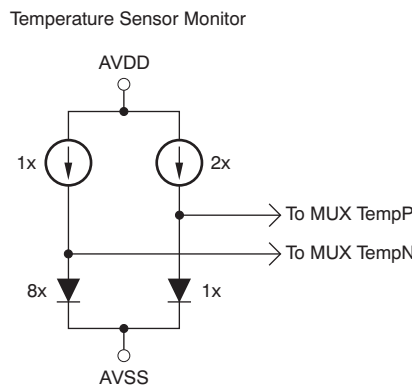 Temperature Sensor Monitor
AVDD
1x
2x
To MUX TempP
To MUX TempN
8x
1x
AVSS